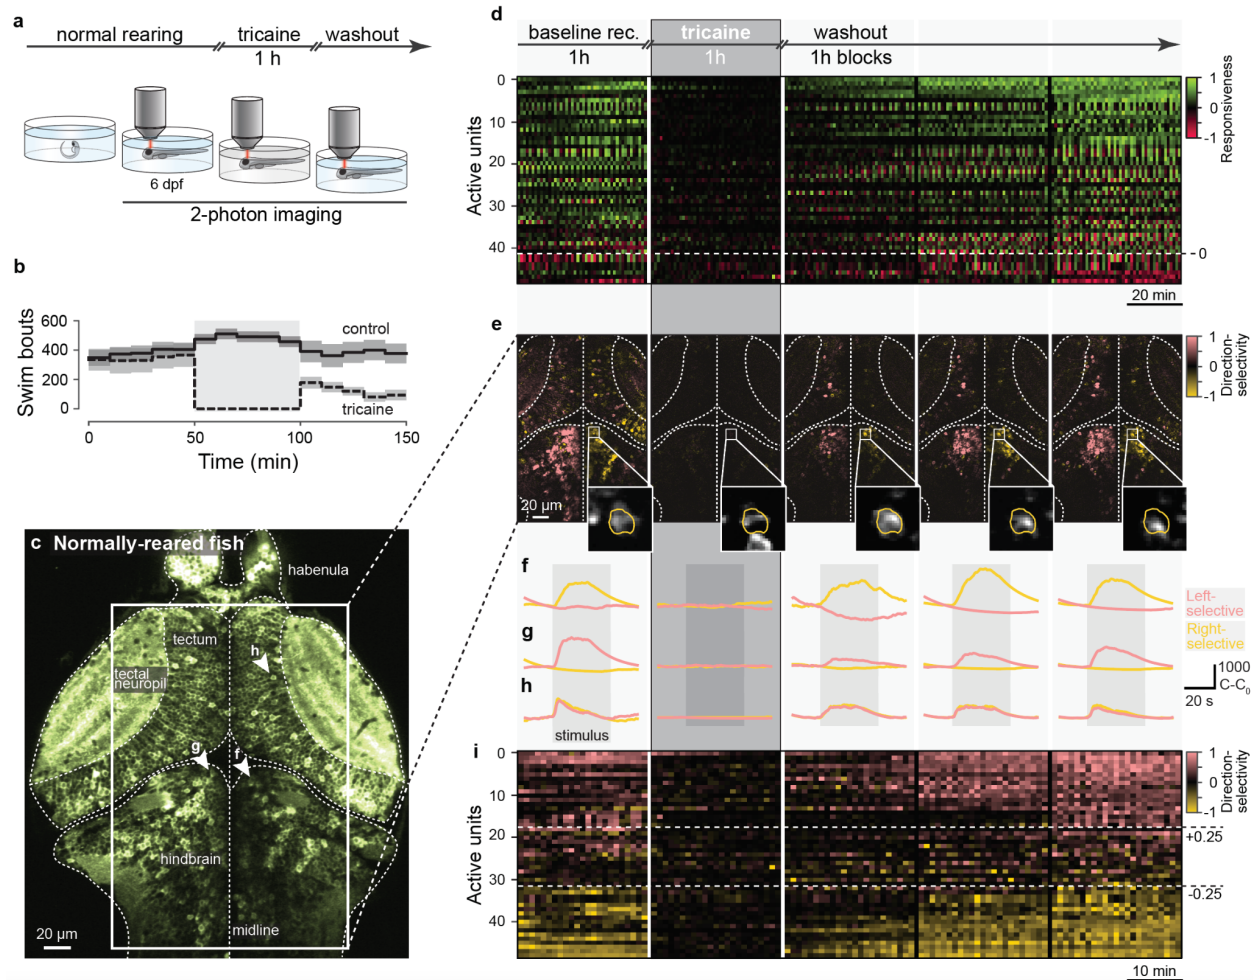 a
normal rearing
tricaine
washout
1 h
6 dpf
2-photon imaging
b
Swim bouts
600
400
200
0
control
tricaine
0
50
100
150
Time (min)
c Normally-reared fish
habenula
tectum
tectal
neuropil
h
g
f
hindbrain
midline
20 µm
d
baseline rec.
tricaine
washout
1h
1h
1h blocks
Active units
0
10
20
30
40
1
0
-1
Responsiveness
- 0
20 min
e
20 µm
1
0
-1
Direction-
selectivity
f
g
h
stimulus
Left-
selective
Right-
selective
1000
C-C0
20 s
i
Active units
0
10
20
30
40
1
0
-1
Direction-
selectivity
+0.25
-0.25
10 min